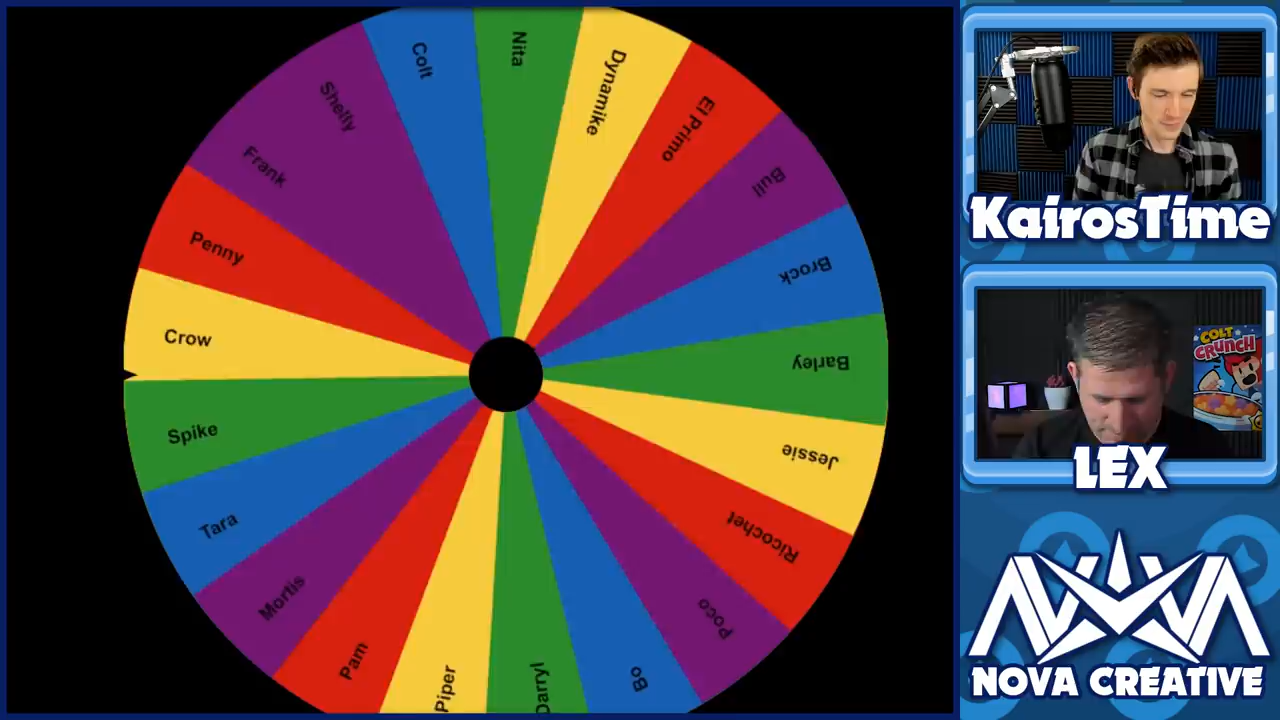 Nita
Dynamike
El Primo
Bull
Brock
Barley
Jessie
Ricochet
Poco
Bo
Darryl
Piper
Pam
Mortis
Tara
Spike
Crow
Penny
Frank
Shelly
Colt
KairosTime
COLT
CRUNCH
LEX
NOVA
NOVA CREATIVE